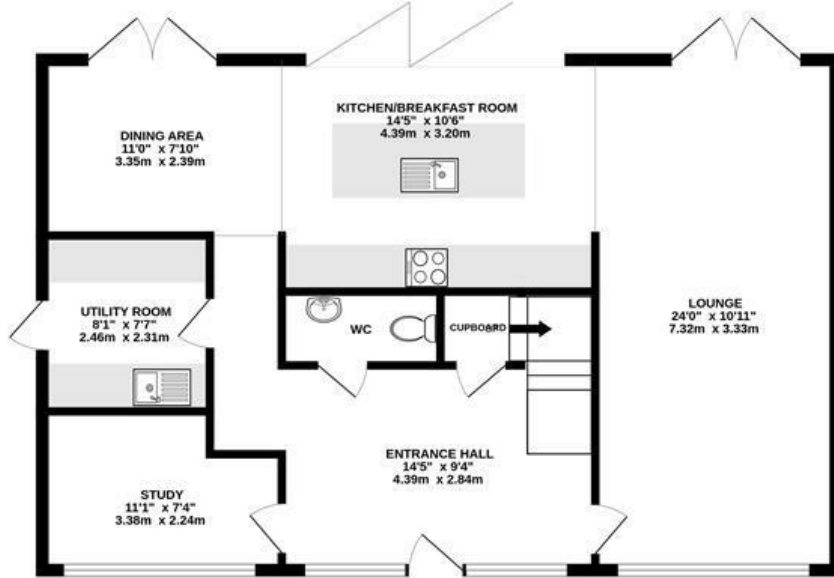 KITCHEN/BREAKFAST ROOM
14'5" x 10'6"
4.39m x 3.20m
DINING AREA
11'0" x 7'10"
3.35m x 2.39m
UTILITY ROOM
8'1" x 7'7"
2.46m x 2.31m
WC
CUPBOARD
LOUNGE
24'0" x 10'11"
7.32m x 3.33m
ENTRANCE HALL
14'5" x 9'4"
4.39m x 2.84m
STUDY
11'1" x 7'4"
3.38m x 2.24m